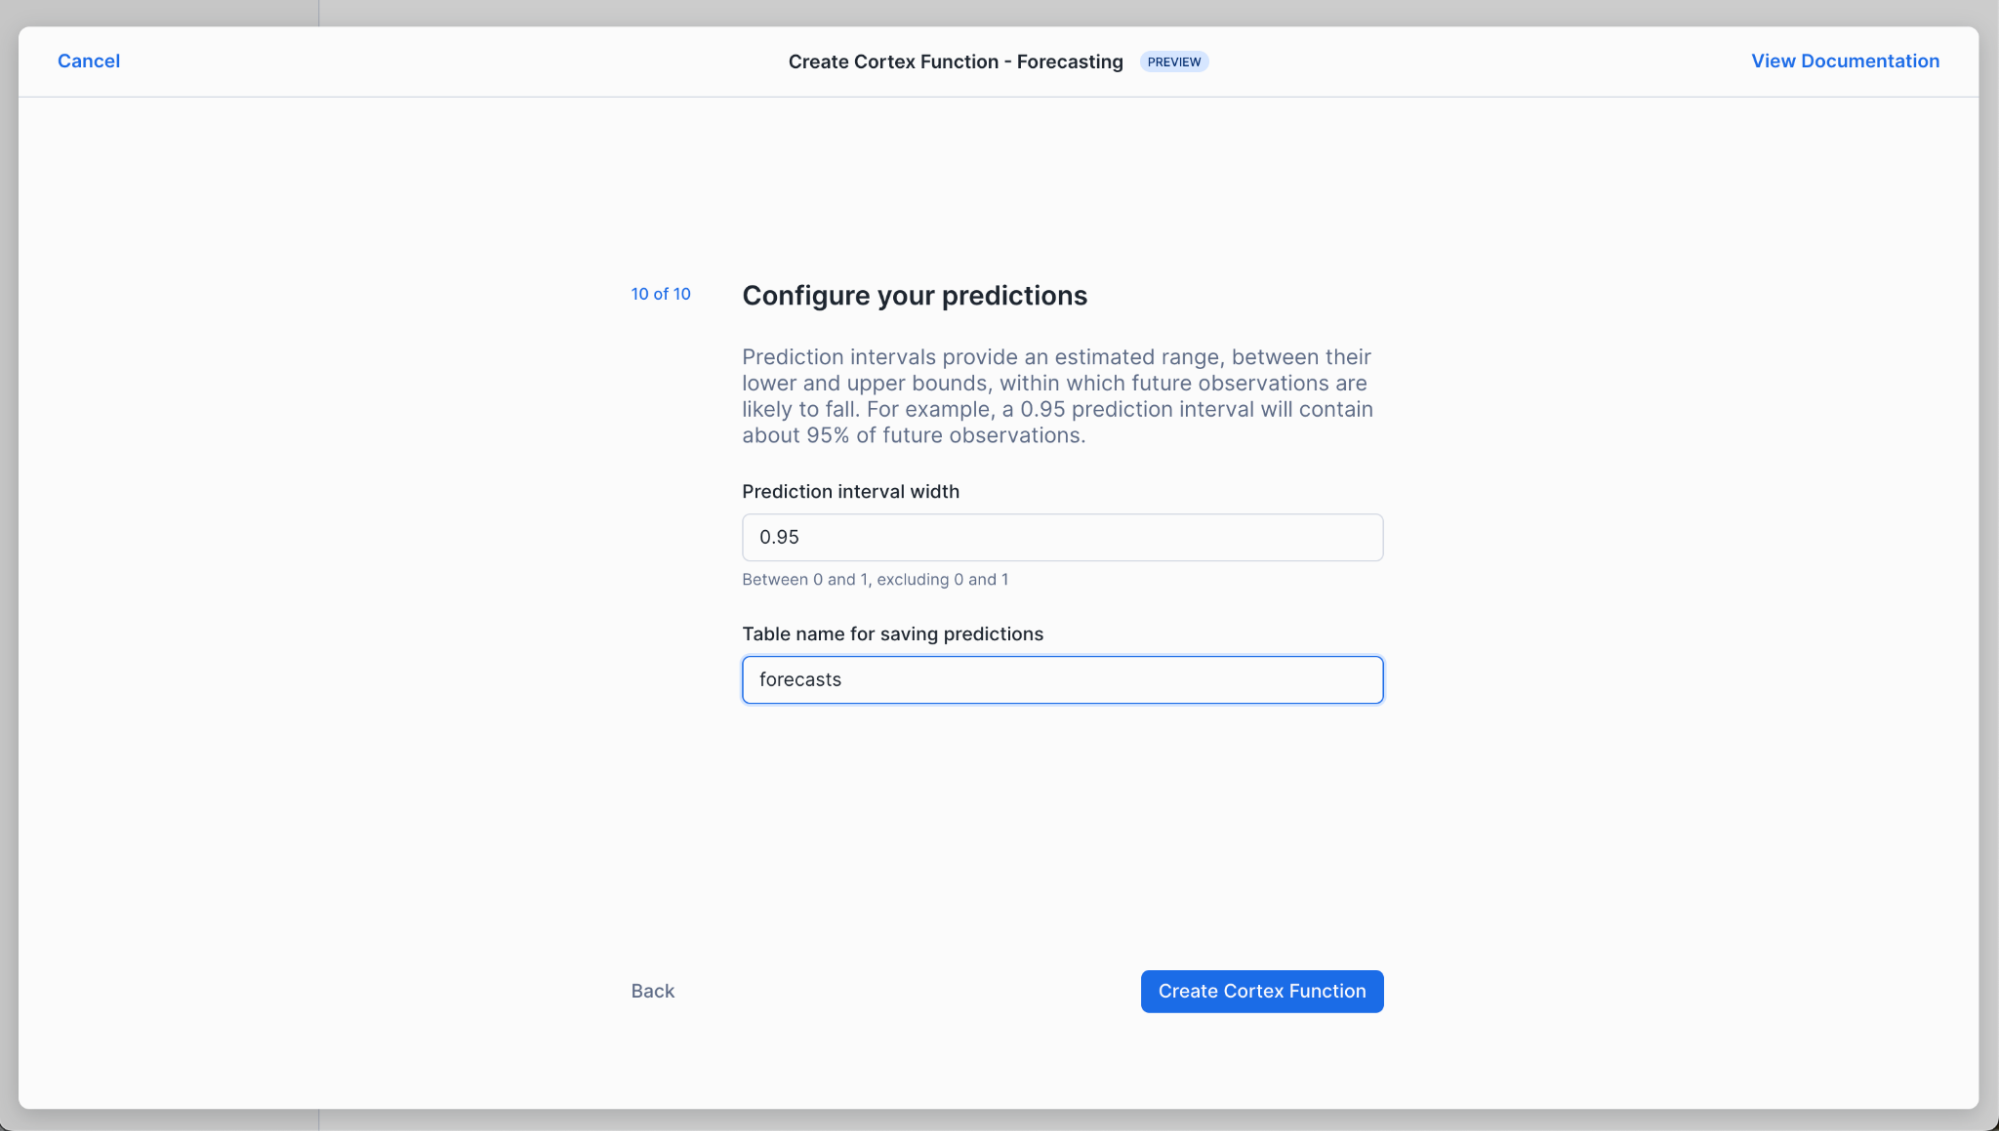 Cancel
Create Cortex Function - Forecasting PREVIEW
View Documentation
10 of 10
Configure your predictions
Prediction intervals provide an estimated range, between their
lower and upper bounds, within which future observations are
likely to fall. For example, a 0.95 prediction interval will contain
about 95% of future observations.
Prediction interval width
0.95
Between 0 and 1, excluding 0 and 1
Table name for saving predictions
forecasts
Back
Create Cortex Function